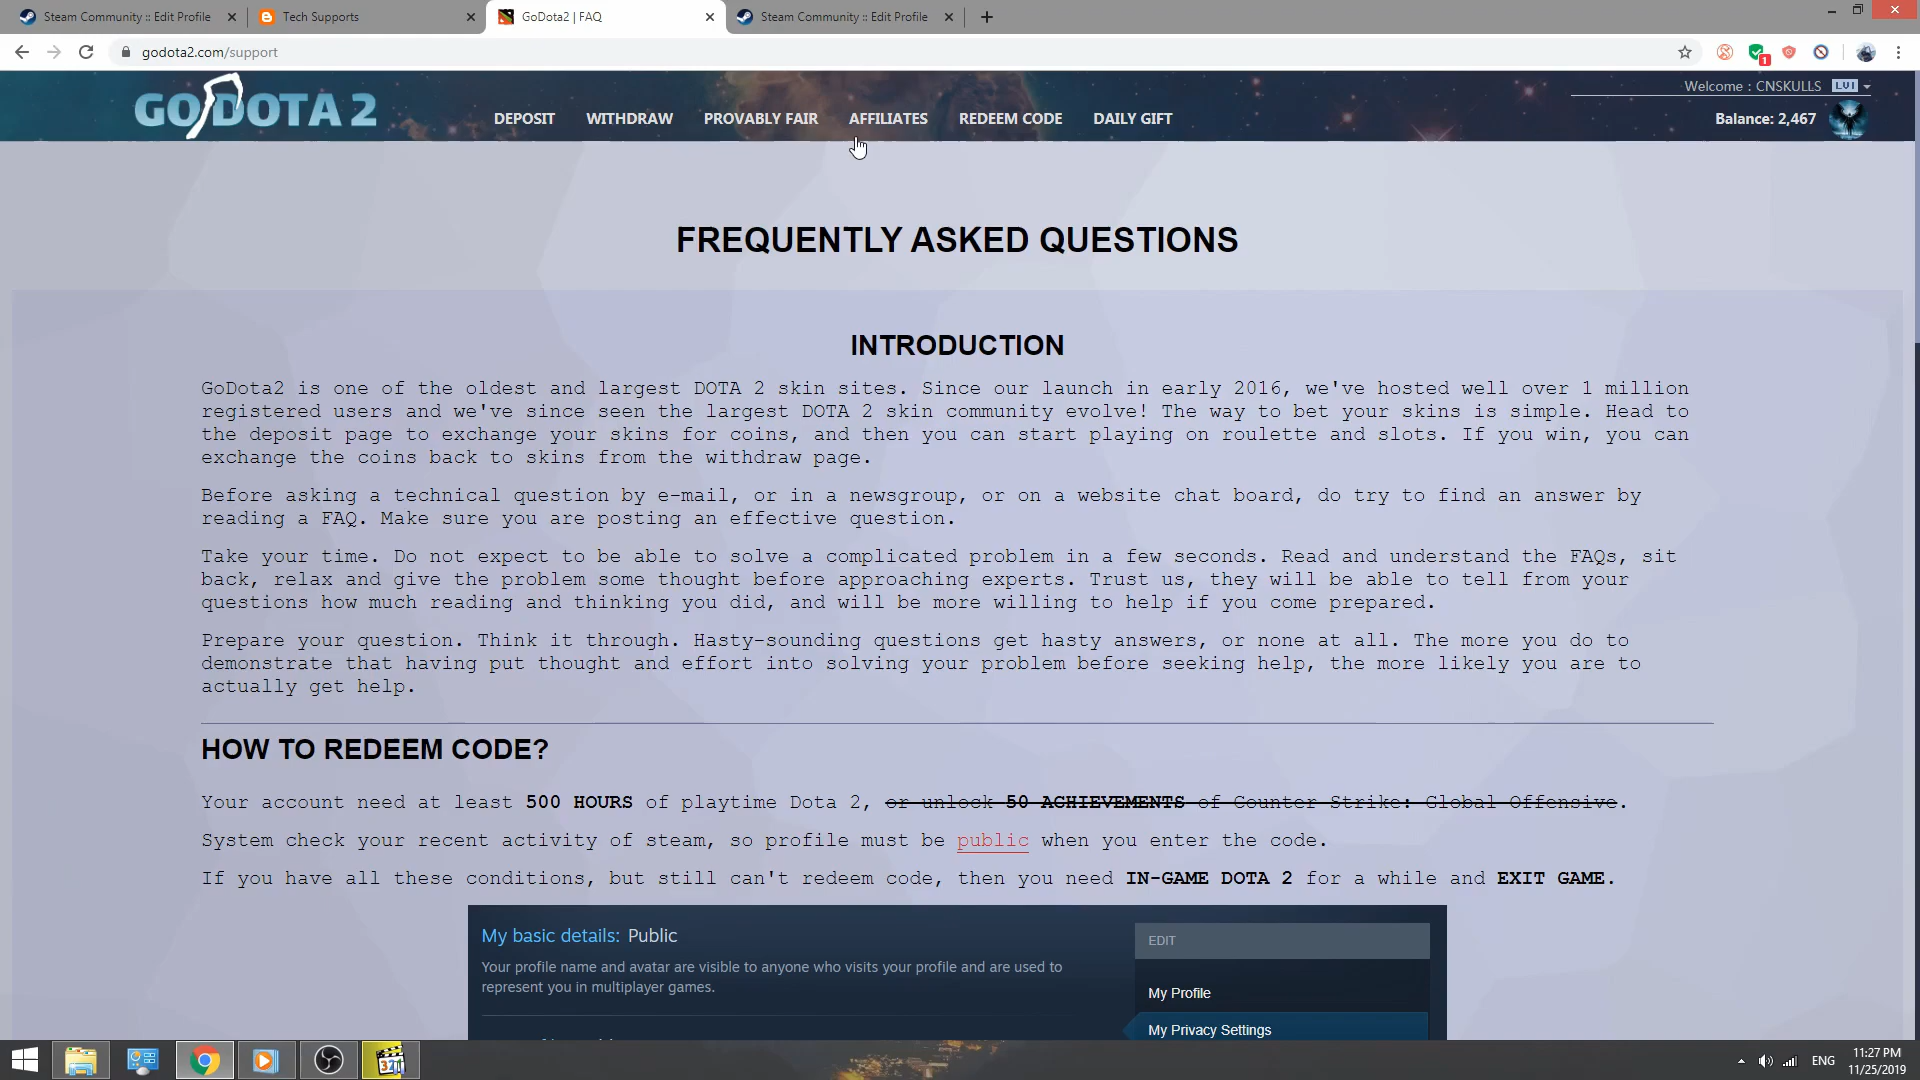 Steam Community :: Edit Profile
Tech Supports
GoDota2 | FAQ
Steam Community :: Edit Profile
godota2.com/support
1
GODOTA 2
DEPOSIT WITHDRAW PROVABLY FAIR AFFILIATES REDEEM CODE DAILY GIFT
Welcome : CNSKULLS LV1
Balance: 2,467
FREQUENTLY ASKED QUESTIONS
INTRODUCTION
GoDota2 is one of the oldest and largest DOTA 2 skin sites. Since our launch in early 2016, we've hosted well over 1 million
registered users and we've since seen the largest DOTA 2 skin community evolve! The way to bet your skins is simple. Head to
the deposit page to exchange your skins for coins, and then you can start playing on roulette and slots. If you win, you can
exchange the coins back to skins from the withdraw page.
Before asking a technical question by e-mail, or in a newsgroup, or on a website chat board, do try to find an answer by
reading a FAQ. Make sure you are posting an effective question.
Take your time. Do not expect to be able to solve a complicated problem in a few seconds. Read and understand the FAQs, sit
back, relax and give the problem some thought before approaching experts. Trust us, they will be able to tell from your
questions how much reading and thinking you did, and will be more willing to help if you come prepared.
Prepare your question. Think it through. Hasty-sounding questions get hasty answers, or none at all. The more you do to
demonstrate that having put thought and effort into solving your problem before seeking help, the more likely you are to
actually get help.
HOW TO REDEEM CODE?
Your account need at least 500 HOURS of playtime Dota 2, or unlock 50 ACHIEVEMENTS of Counter Strike: Global Offensive.
System check your recent activity of steam, so profile must be public when you enter the code.
If you have all these conditions, but still can't redeem code, then you need IN-GAME DOTA 2 for a while and EXIT GAME.
My basic details: Public
Your profile name and avatar are visible to anyone who visits your profile and are used to
represent you in multiplayer games.
EDIT
My Profile
My Privacy Settings
321
ENG
11:27 PM
11/25/2019